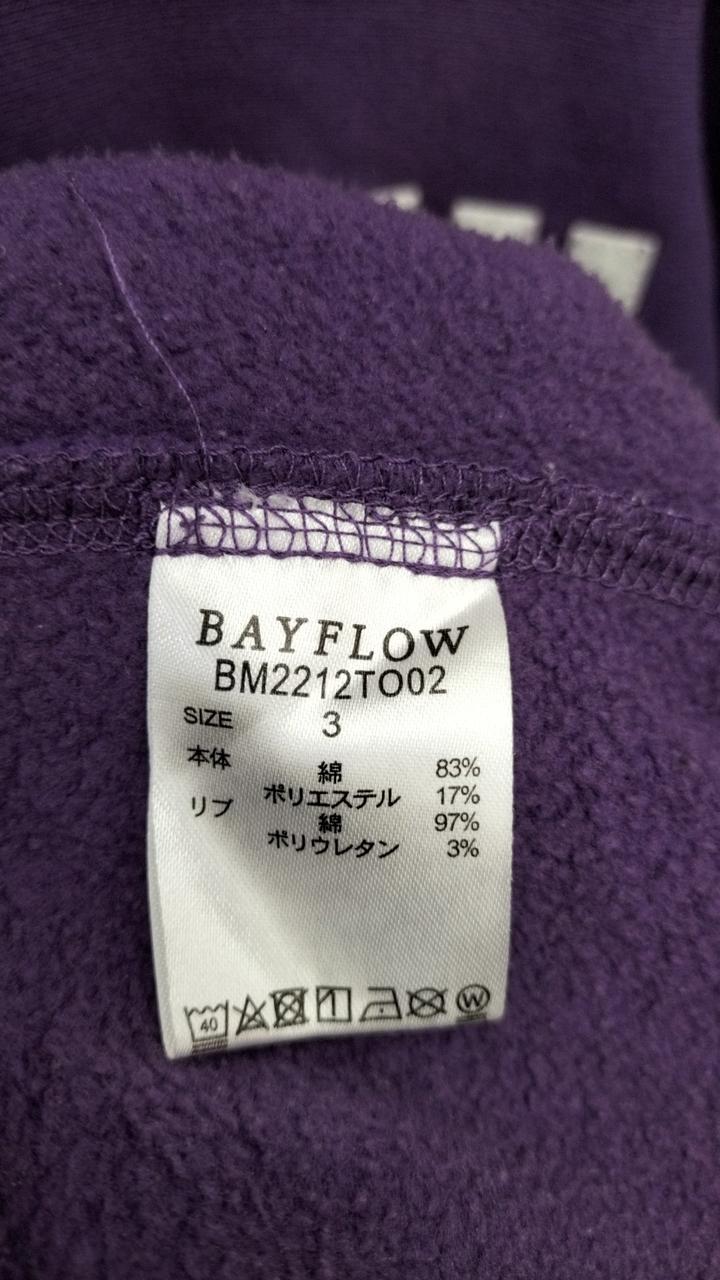 BAYFLOW
BM2212TO02
SIZE 3
本体 綿 83%
ポリエステル 17%
リブ 綿 97%
ポリウレタン 3%
40 W